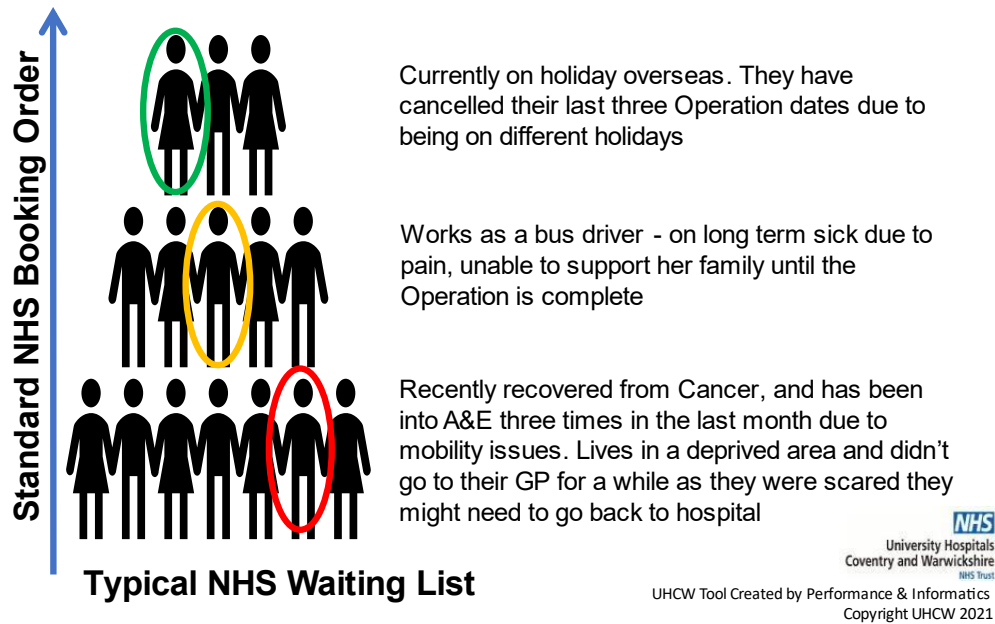 Standard NHS Booking Order
Currently on holiday overseas. They have
cancelled their last three Operation dates due to
being on different holidays
Works as a bus driver - on long term sick due to
pain, unable to support her family until the
Operation is complete
Recently recovered from Cancer, and has been
into A&E three times in the last month due to
mobility issues. Lives in a deprived area and didn’t
go to their GP for a while as they were scared they
might need to go back to hospital
Typical NHS Waiting List
NHS
University Hospitals
Coventry and Warwickshire
NHS Trust
UHCW Tool Created by Performance & Informatics
Copyright UHCW 2021